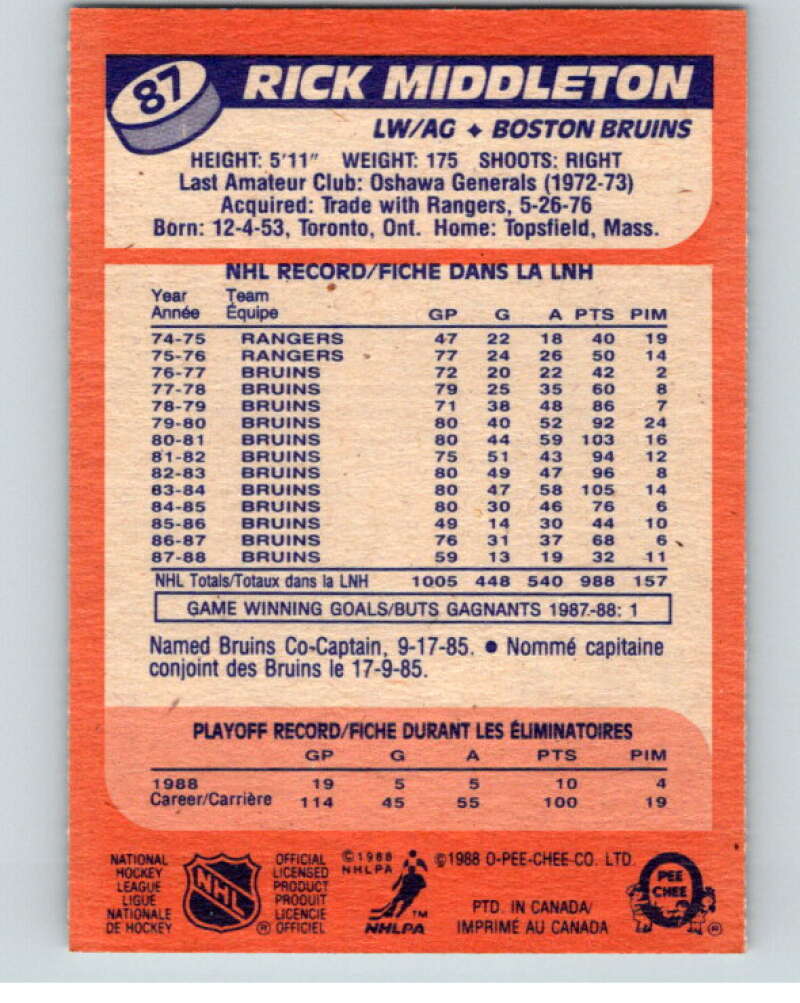 87
RICK MIDDLETON
LW/AG ✦ BOSTON BRUINS
HEIGHT: 5'11" WEIGHT: 175 SHOOTS: RIGHT
Last Amateur Club: Oshawa Generals (1972-73)
Acquired: Trade with Rangers, 5-26-76
Born: 12-4-53, Toronto, Ont. Home: Topsfield, Mass.
NHL RECORD/FICHE DANS LA LNH
Year Team
Année Équipe GP G A PTS PIM
74-75 RANGERS 47 22 18 40 19
75-76 RANGERS 77 24 26 50 14
76-77 BRUINS 72 20 22 42 2
77-78 BRUINS 79 25 35 60 8
78-79 BRUINS 71 38 48 86 7
79-80 BRUINS 80 40 52 92 24
80-81 BRUINS 80 44 59 103 16
81-82 BRUINS 75 51 43 94 12
82-83 BRUINS 80 49 47 96 8
83-84 BRUINS 80 47 58 105 14
84-85 BRUINS 80 30 46 76 6
85-86 BRUINS 49 14 30 44 10
86-87 BRUINS 76 31 37 68 6
87-88 BRUINS 59 13 19 32 11
NHL Totals/Totaux dans la LNH 1005 448 540 988 157
GAME WINNING GOALS/BUTS GAGNANTS 1987-88: 1
Named Bruins Co-Captain, 9-17-85. ● Nommé capitaine
conjoint des Bruins le 17-9-85.
PLAYOFF RECORD/FICHE DURANT LES ÉLIMINATOIRES
GP G A PTS PIM
1988 19 5 5 10 4
Career/Carrière 114 45 55 100 19
NATIONAL
HOCKEY
LEAGUE
LIGUE
NATIONALE
DE HOCKEY
NHL
®
OFFICIAL
LICENSED
PRODUCT
PRODUIT
LICENCIE
OFFICIEL
©1988
NHLPA
™
NHLPA
©1988 O-PEE-CHEE CO. LTD.
PTD. IN CANADA/
IMPRIMÉ AU CANADA
O
PEE
CHEE
®